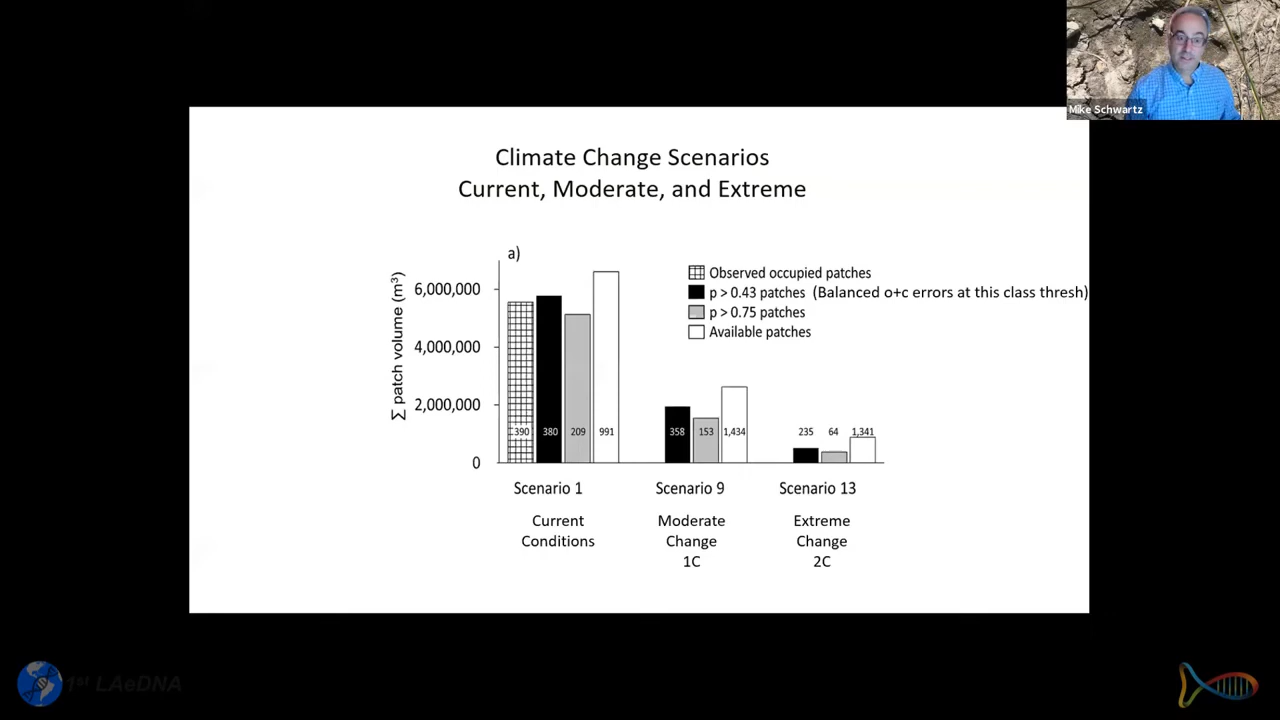 Mike Schwartz
Climate Change Scenarios
Current, Moderate, and Extreme
a)
∑ patch volume (m³)
6,000,000
4,000,000
2,000,000
0
Observed occupied patches
p > 0.43 patches (Balanced o+c errors at this class thresh)
p > 0.75 patches
Available patches
390 380 209 991 358 153 1,434 235 64 1,341
Scenario 1 Scenario 9 Scenario 13
Current Moderate Extreme
Conditions Change Change
1C 2C
1st LAeDNA